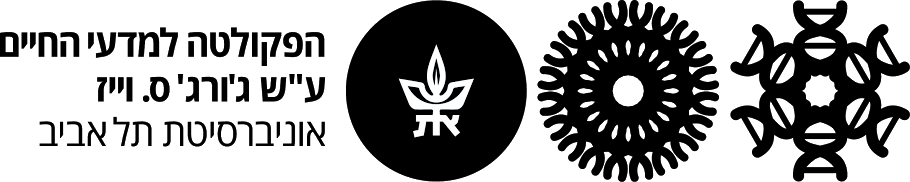 הפקולטה למדעי החיים
ע"ש ג'ורג' ס. וייז
אוניברסיטת תל אביב
את